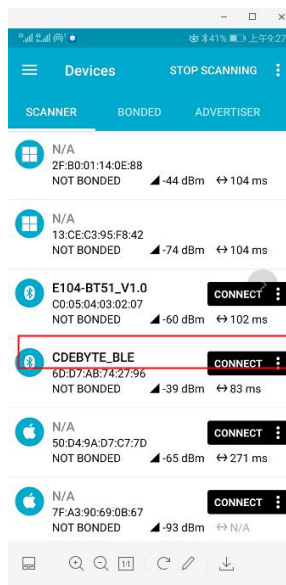 41% 上午9:27
Devices STOP SCANNING
SCANNER BONDED ADVERTISER
N/A
2F:B0:01:14:0E:88
NOT BONDED -44 dBm ↔104 ms
N/A
13:CE:C3:95:F8:42
NOT BONDED -74 dBm ↔104 ms
E104-BT51_V1.0
CONNECT
C0:05:04:03:02:07
NOT BONDED -60 dBm ↔102 ms
CDEBYTE_BLE
CONNECT
6D:D7:AB:74:27:96
NOT BONDED -39 dBm ↔83 ms
N/A
CONNECT
50:D4:9A:D7:C7:7D
NOT BONDED -65 dBm ↔271 ms
N/A
CONNECT
7F:A3:90:69:0B:67
NOT BONDED -93 dBm ↔N/A
1:1